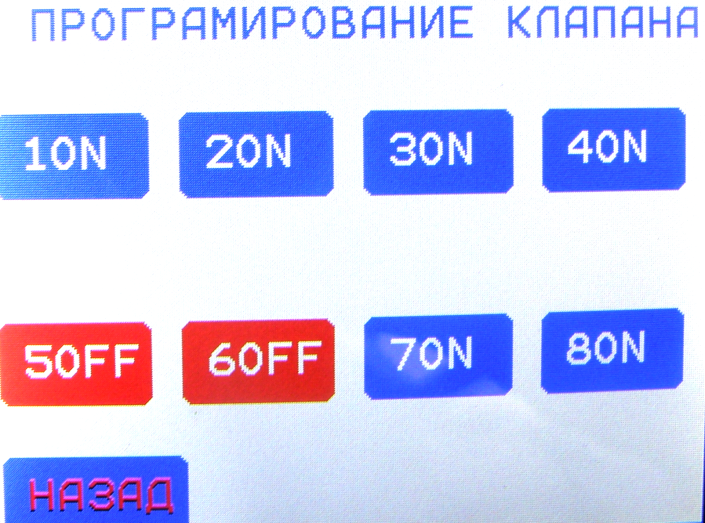 ПРОГРАМИРОВАНИЕ КЛАПАНА
1ON 2ON 3ON 4ON
5OFF 6OFF 7ON 8ON
НАЗАД